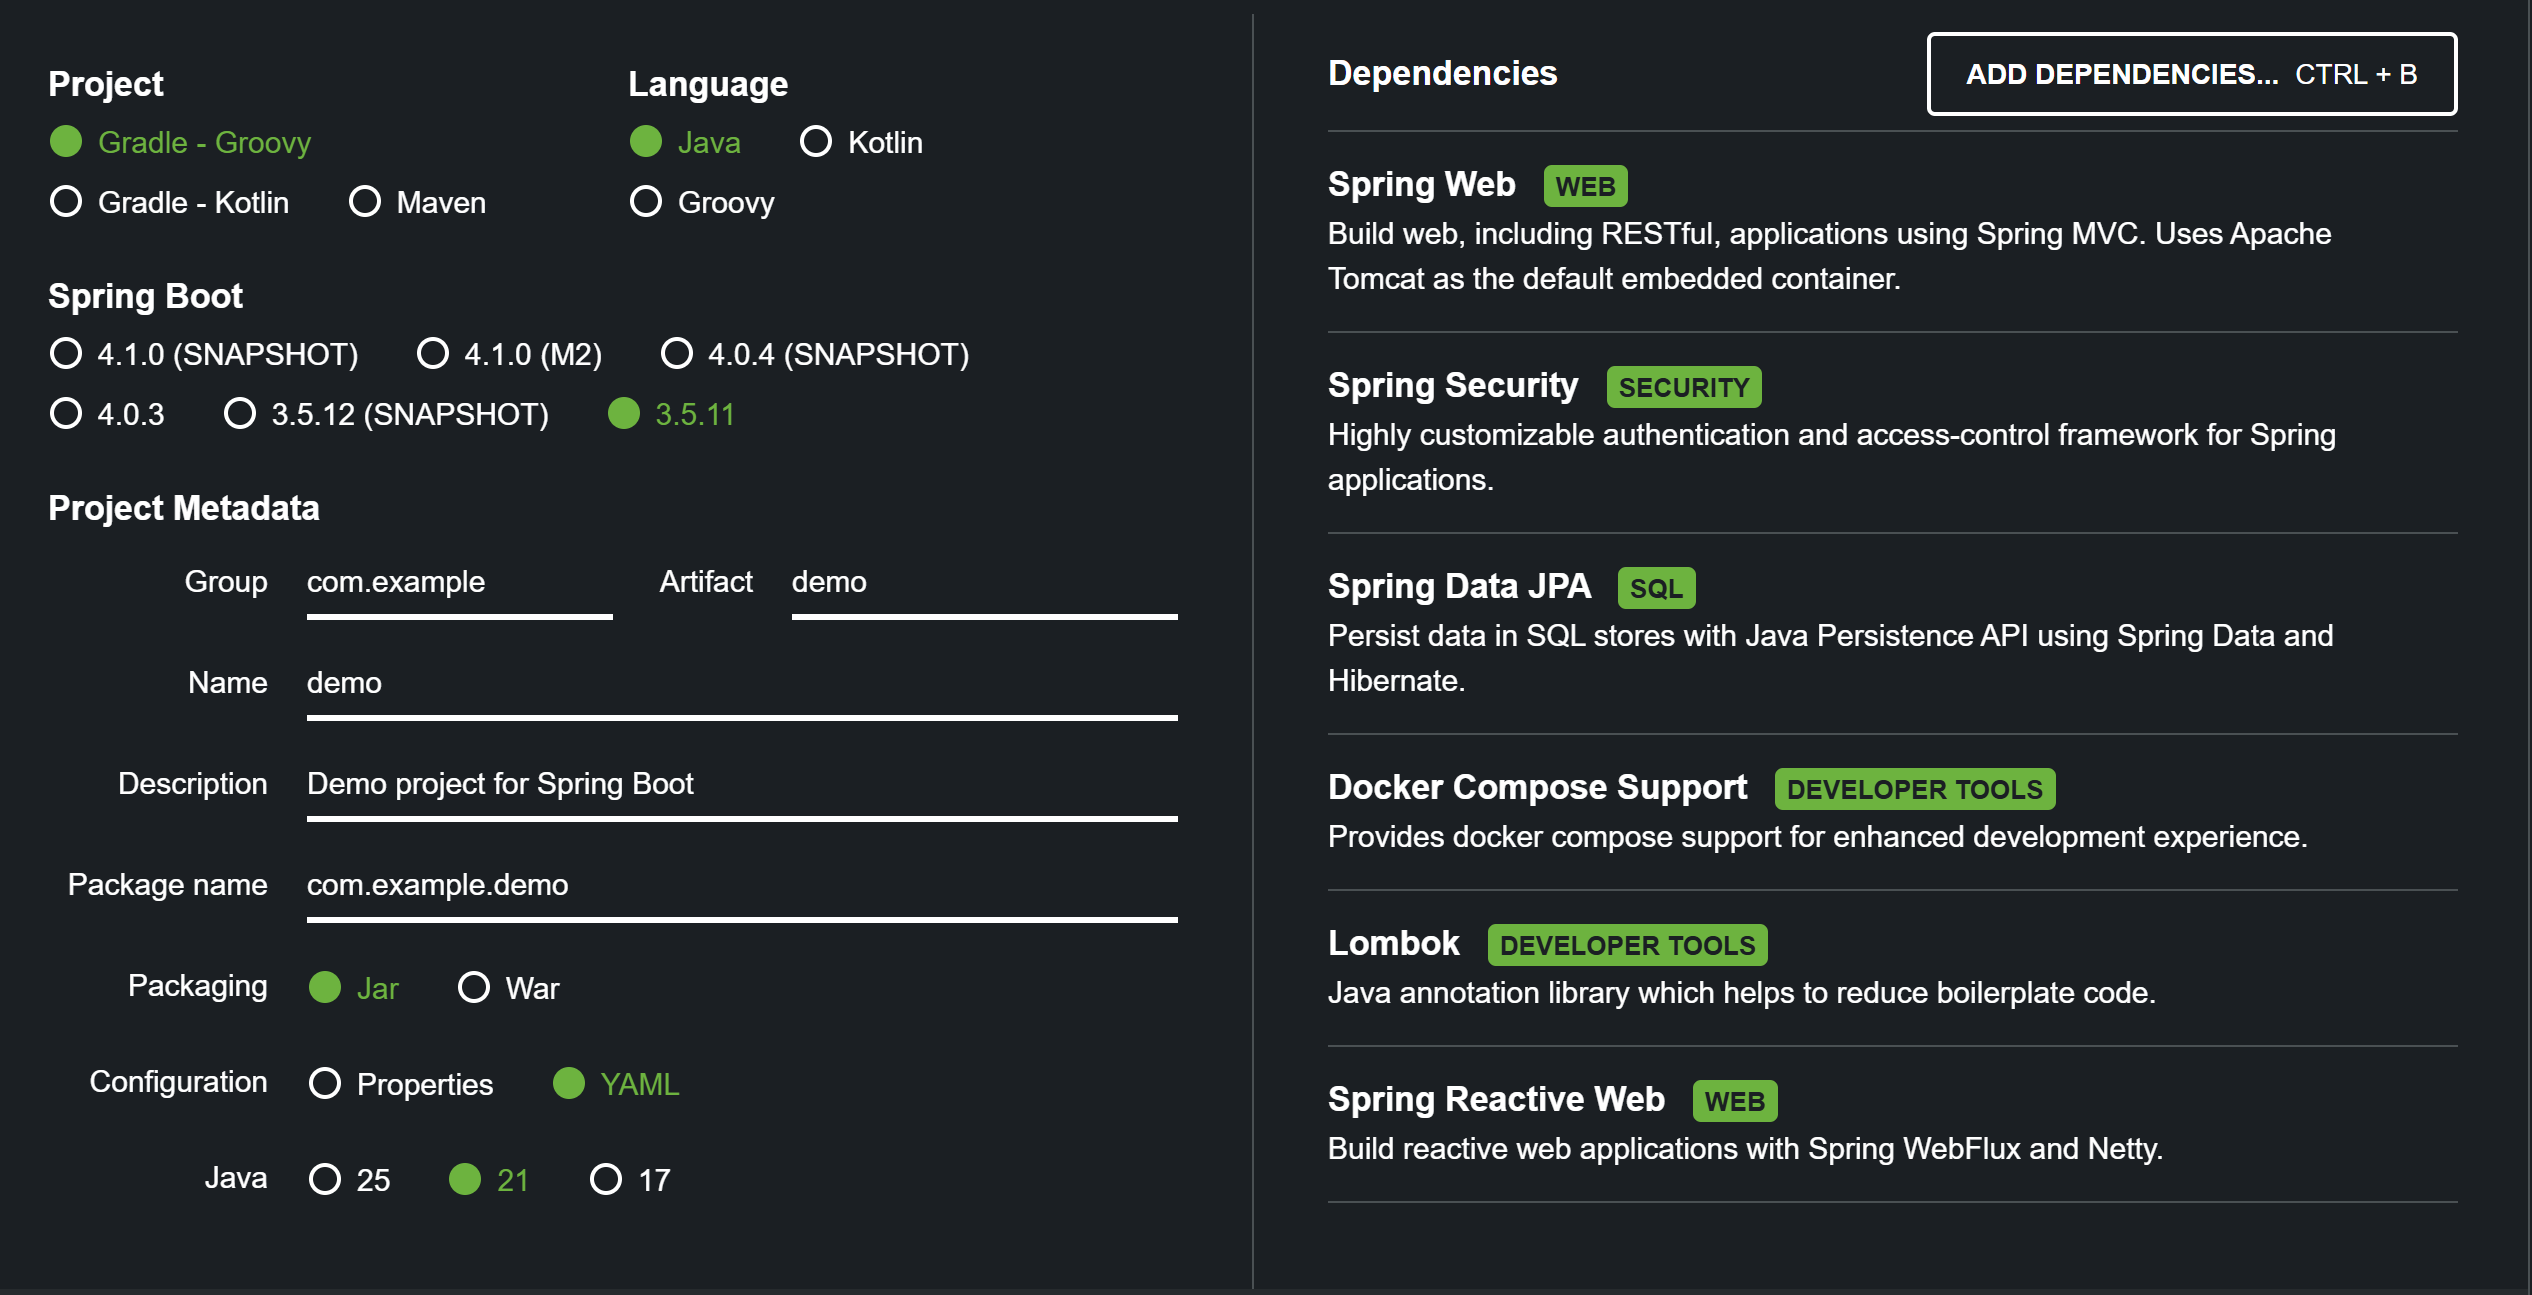 Project
Gradle - Groovy
Gradle - Kotlin Maven
Language
Java Kotlin
Groovy
Spring Boot
4.1.0 (SNAPSHOT) 4.1.0 (M2) 4.0.4 (SNAPSHOT)
4.0.3 3.5.12 (SNAPSHOT) 3.5.11
Project Metadata
Group com.example Artifact demo
Name demo
Description Demo project for Spring Boot
Package name com.example.demo
Packaging Jar War
Configuration Properties YAML
Java 25 21 17
Dependencies ADD DEPENDENCIES... CTRL + B
Spring Web WEB
Build web, including RESTful, applications using Spring MVC. Uses Apache
Tomcat as the default embedded container.
Spring Security SECURITY
Highly customizable authentication and access-control framework for Spring
applications.
Spring Data JPA SQL
Persist data in SQL stores with Java Persistence API using Spring Data and
Hibernate.
Docker Compose Support DEVELOPER TOOLS
Provides docker compose support for enhanced development experience.
Lombok DEVELOPER TOOLS
Java annotation library which helps to reduce boilerplate code.
Spring Reactive Web WEB
Build reactive web applications with Spring WebFlux and Netty.